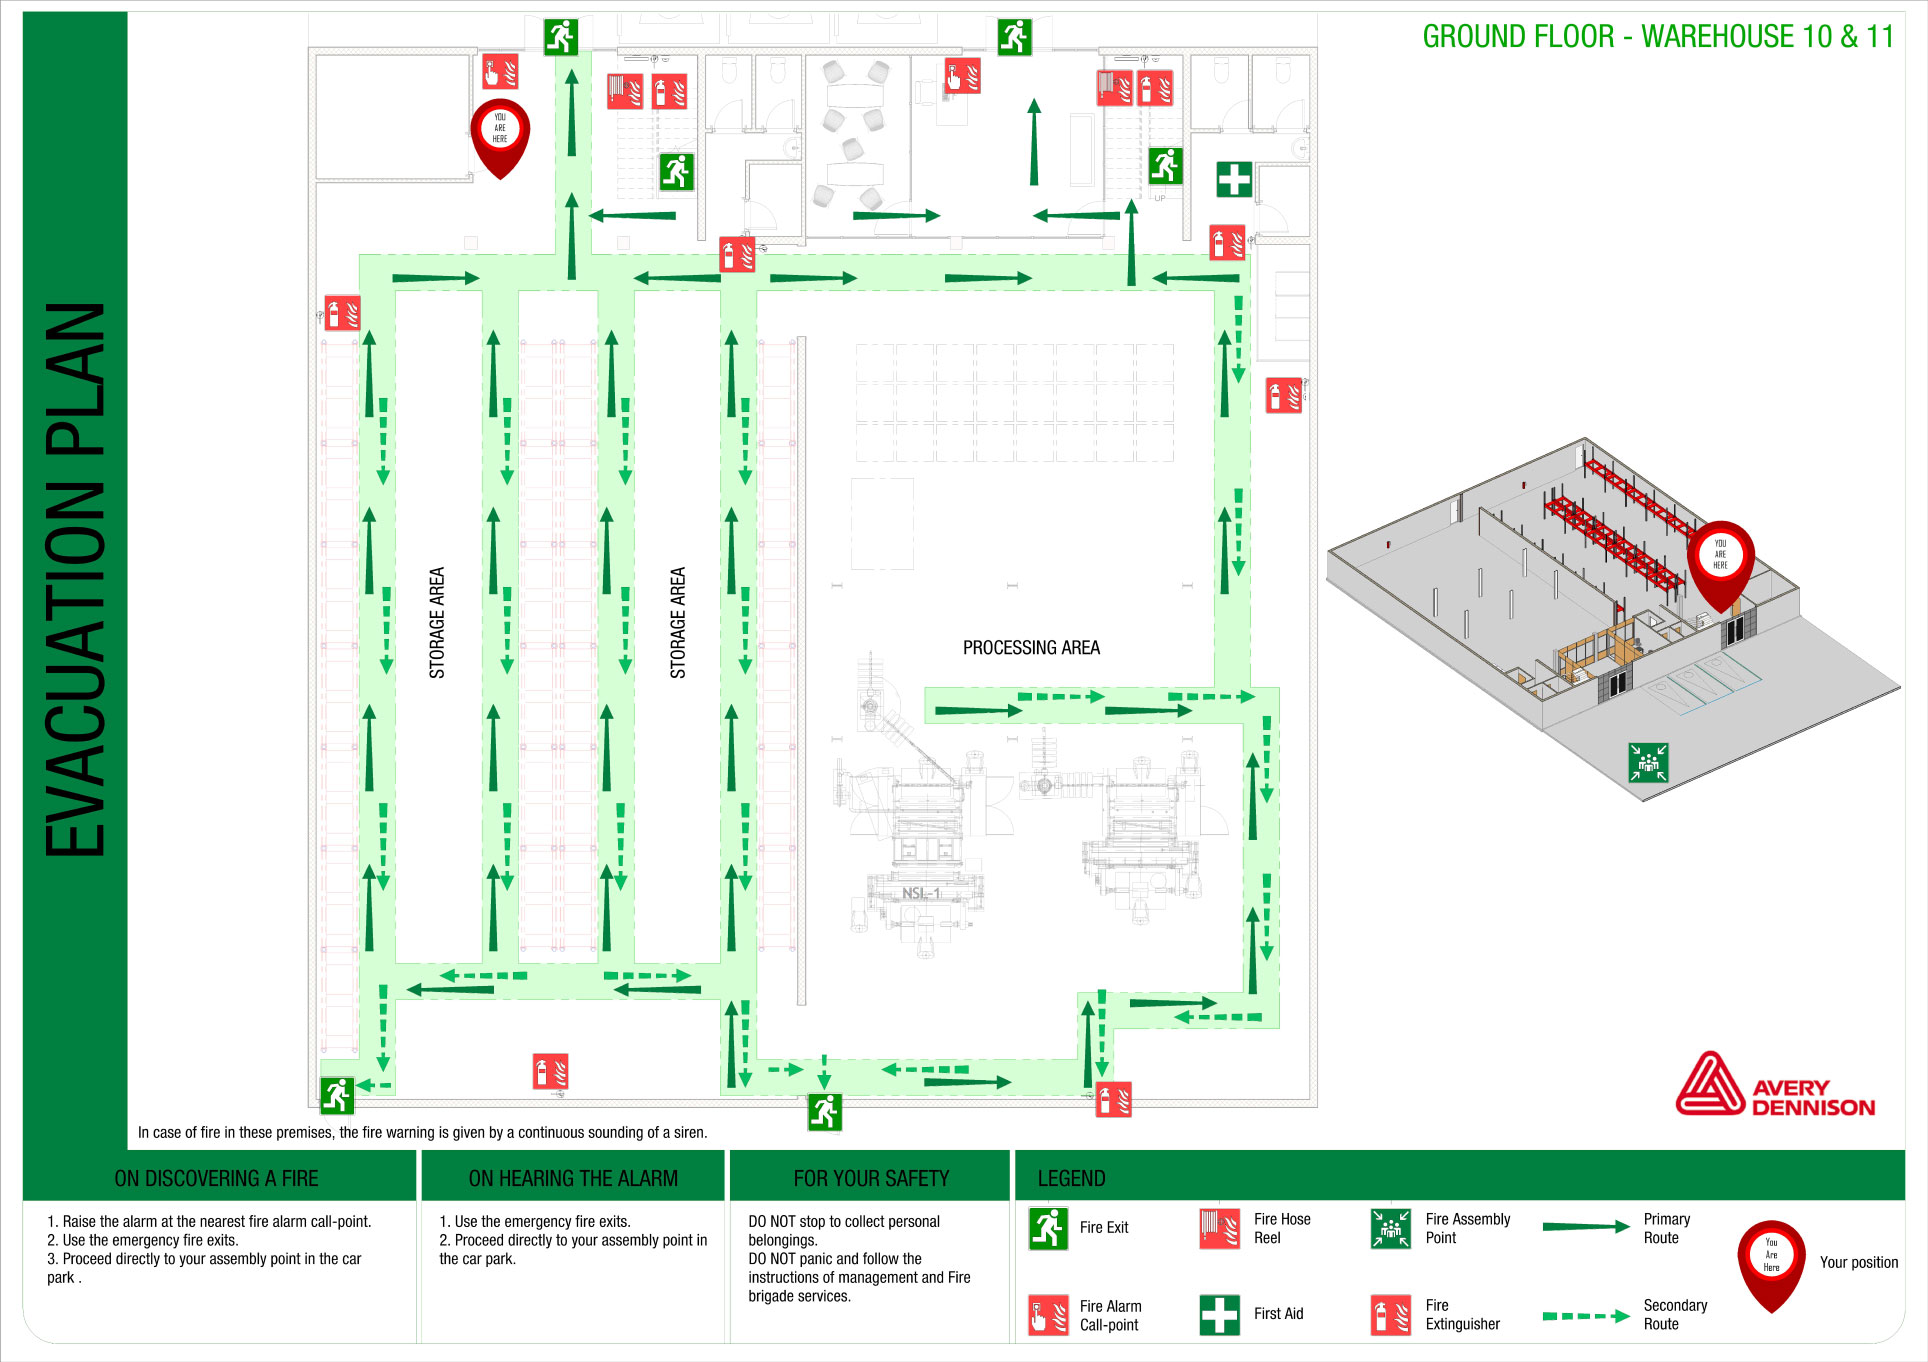 GROUND FLOOR - WAREHOUSE 10 & 11
EVACUATION PLAN
YOU
ARE
HERE
UP
STORAGE AREA
STORAGE AREA
PROCESSING AREA
NSL-1
YOU
ARE
HERE
AVERY
DENNISON
In case of fire in these premises, the fire warning is given by a continuous sounding of a siren.
ON DISCOVERING A FIRE
1. Raise the alarm at the nearest fire alarm call-point.
2. Use the emergency fire exits.
3. Proceed directly to your assembly point in the car
park .
ON HEARING THE ALARM
1. Use the emergency fire exits.
2. Proceed directly to your assembly point in
the car park.
FOR YOUR SAFETY
DO NOT stop to collect personal
belongings.
DO NOT panic and follow the
instructions of management and Fire
brigade services.
LEGEND
Fire Exit
Fire Hose
Reel
Fire Assembly
Point
Primary
Route
You
Are
Here
Your position
Fire Alarm
Call-point
First Aid
Fire
Extinguisher
Secondary
Route